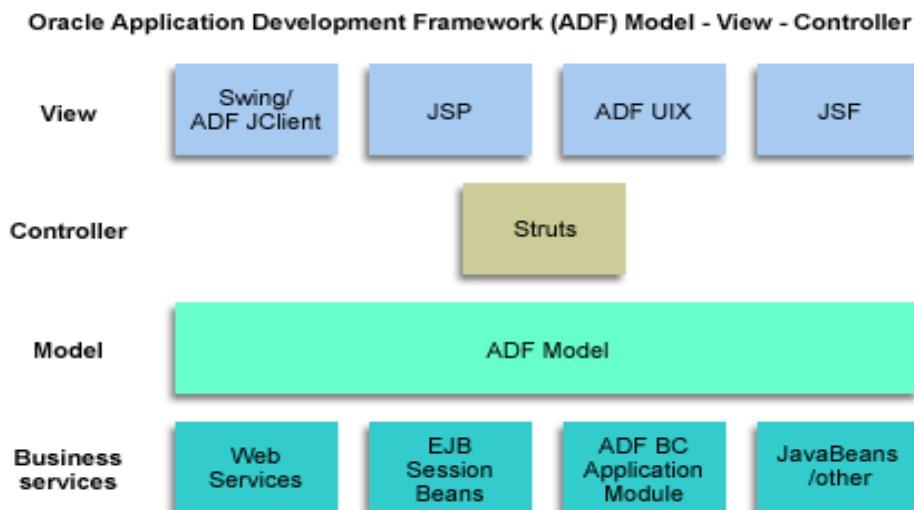 Oracle Application Development Framework (ADF) Model - View - Controller
View
Swing/
ADF JClient
JSP
ADF UIX
JSF
Controller
Struts
Model
ADF Model
Business
services
Web
Services
EJB
Session
Beans
ADF BC
Application
Module
JavaBeans
/other